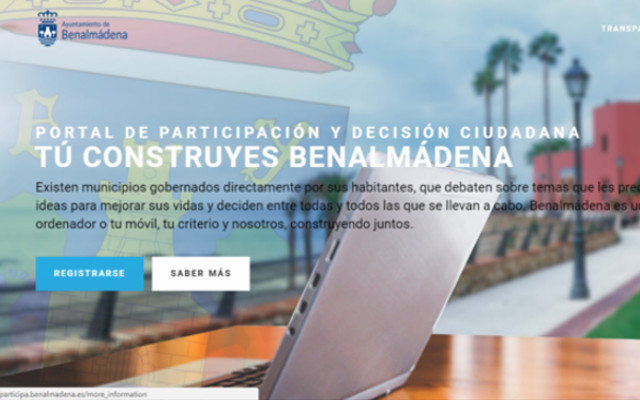 Ayuntamiento de
Benalmádena
TRANSPA
PORTAL DE PARTICIPACIÓN Y DECISIÓN CIUDADANA
TÚ CONSTRUYES BENALMÁDENA
Existen municipios gobernados directamente por sus habitantes, que debaten sobre temas que les pre
ideas para mejorar sus vidas y deciden entre todas y todos las que se llevan a cabo. Benalmádena es u
ordenador o tu móvil, tu criterio y nosotros, construyendo juntos.
REGISTRARSE
SABER MÁS
participa.benalmadena.es/more_information